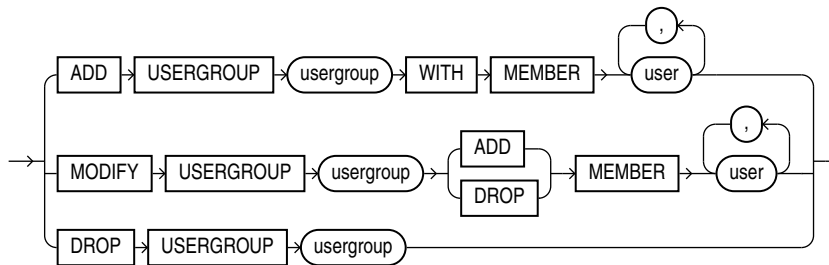 ,
ADD USERGROUP usergroup WITH MEMBER user
,
ADD
MODIFY USERGROUP usergroup MEMBER user
DROP
DROP USERGROUP usergroup